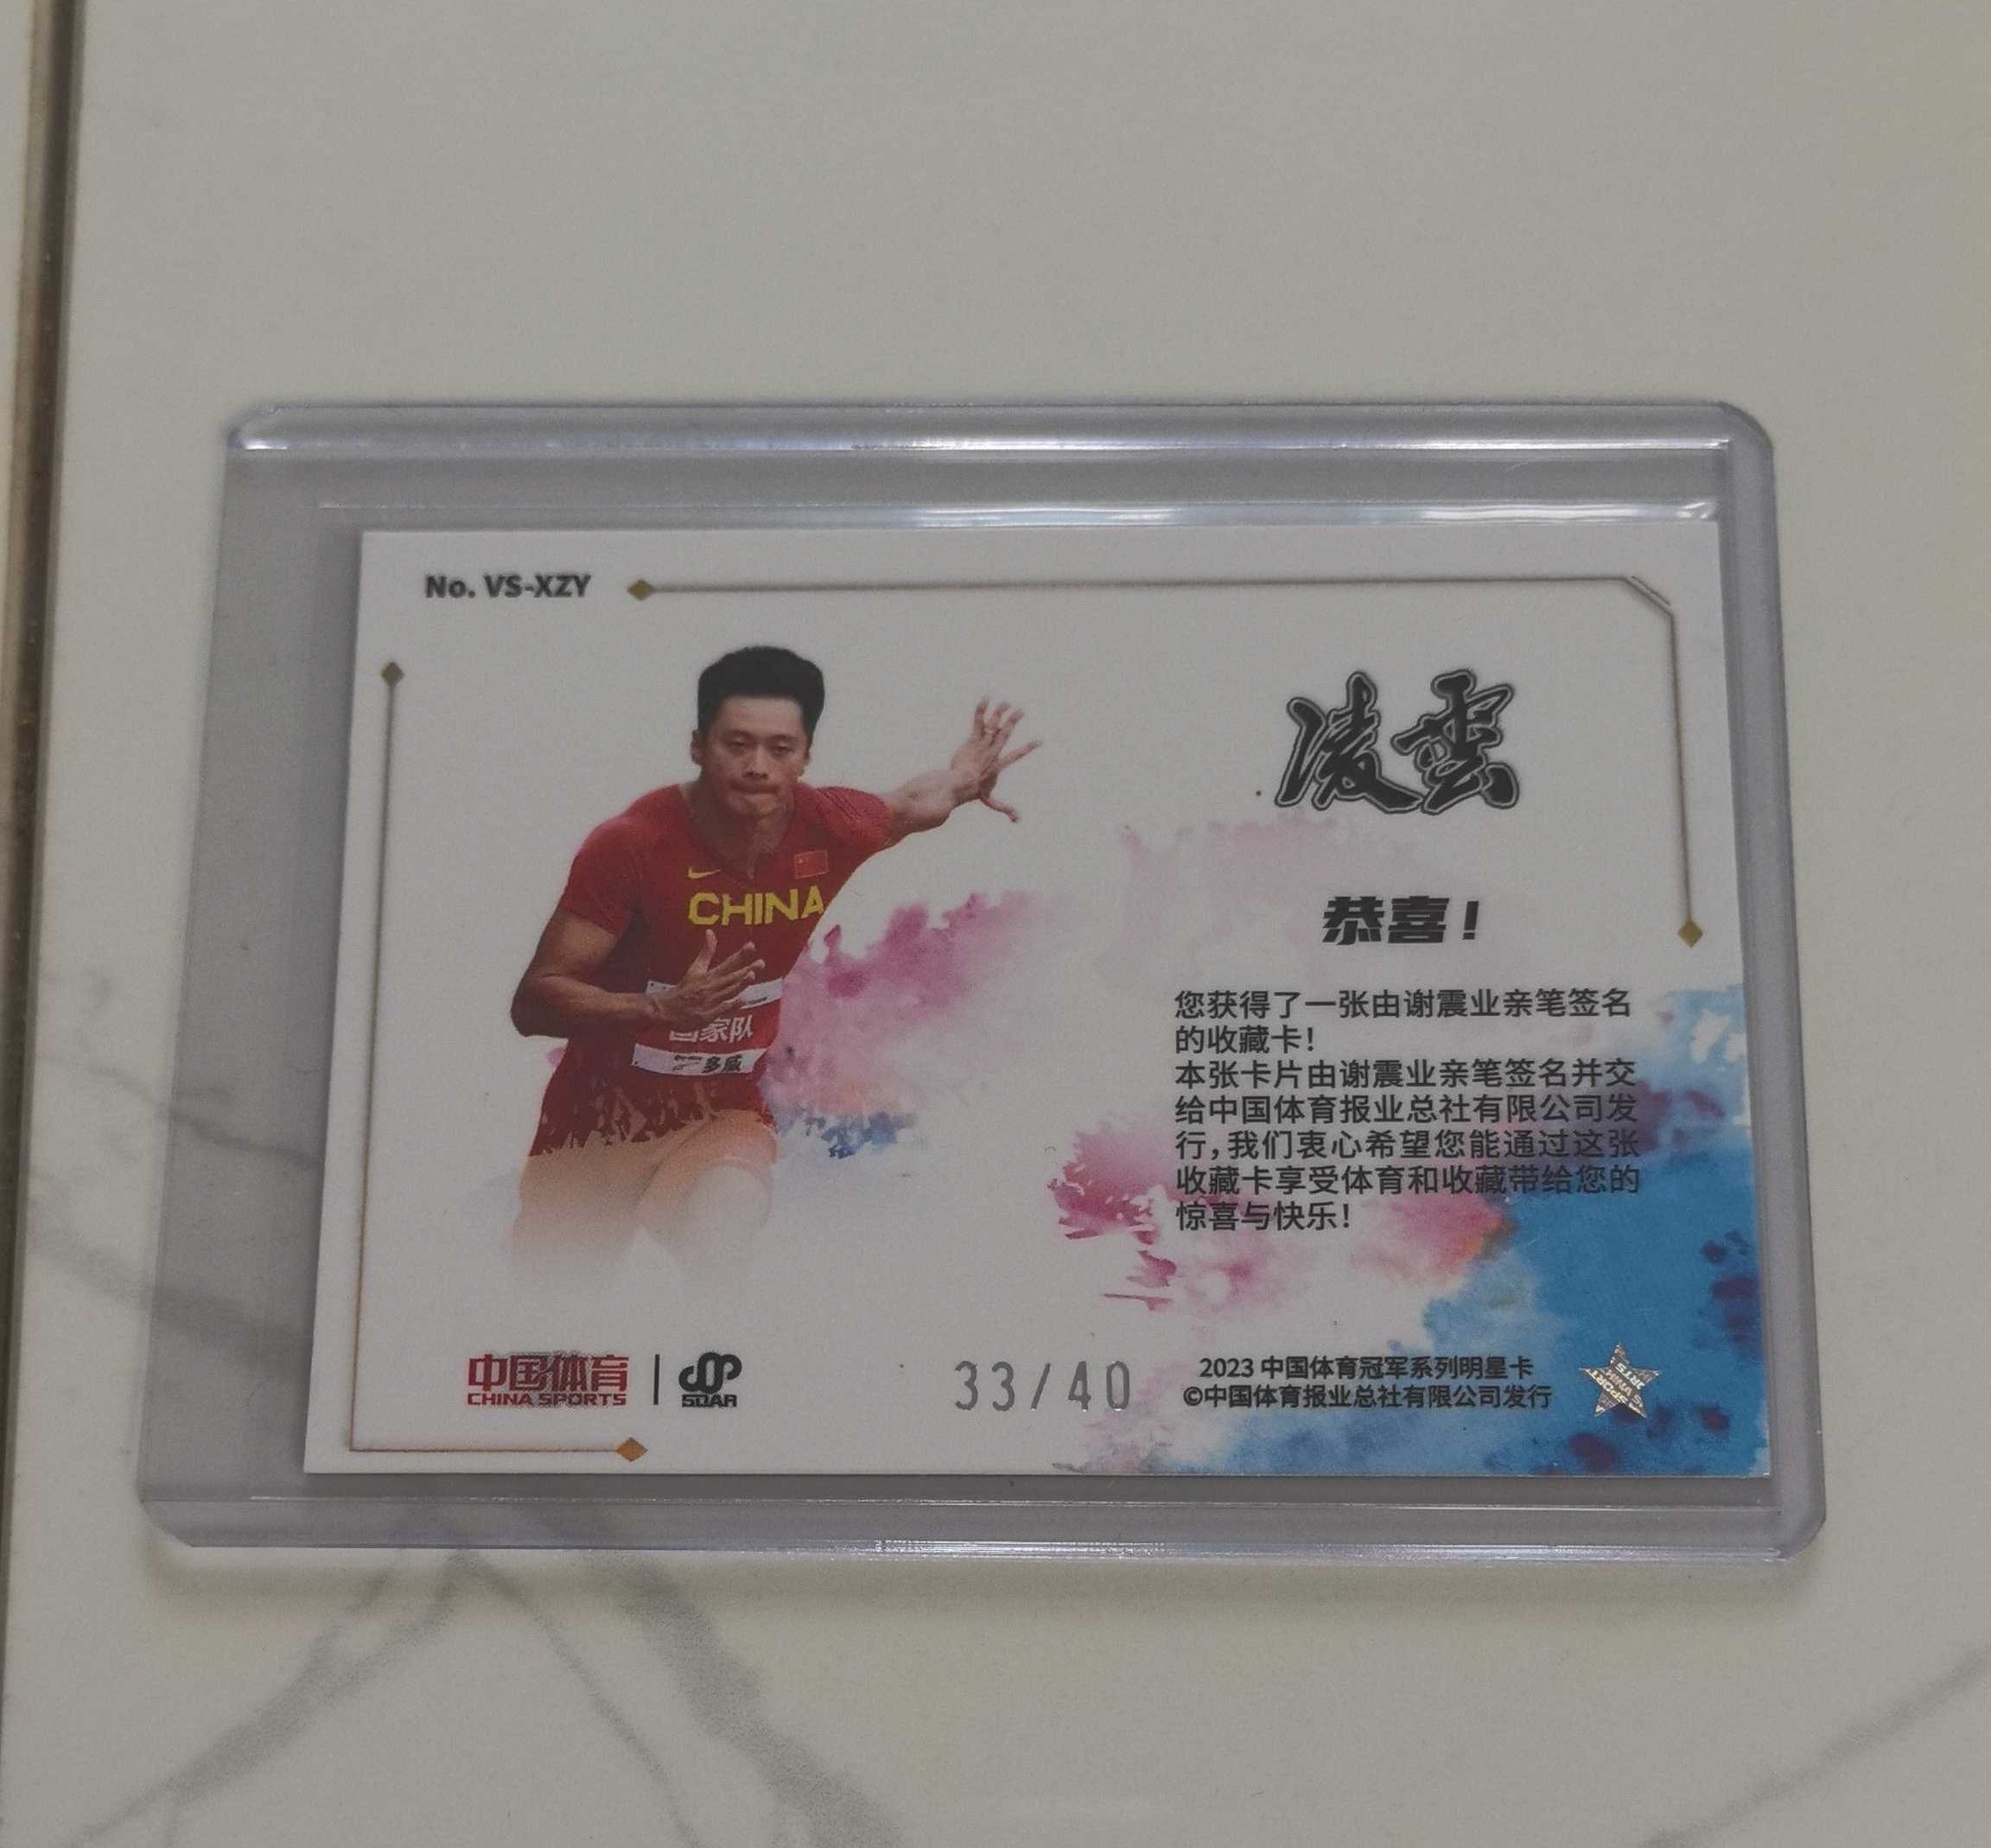 No. VS-XZY
凌雲
CHINA
国家队
多威
恭喜！
您获得了一张由谢震业亲笔签名
的收藏卡！
本张卡片由谢震业亲笔签名并交
给中国体育报业总社有限公司发
行，我们衷心希望您能通过这张
收藏卡享受体育和收藏带给您的
惊喜与快乐！
中国体育
CHINA SPORTS
SOAR
33/40
2023 中国体育冠军系列明星卡
©中国体育报业总社有限公司发行